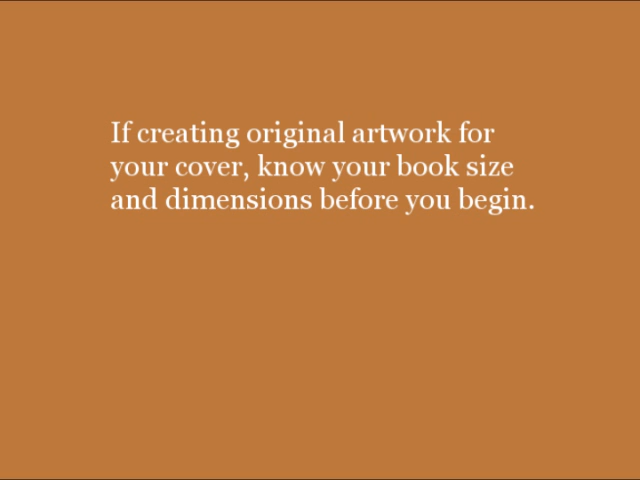 If creating original artwork for
your cover, know your book size
and dimensions before you begin.